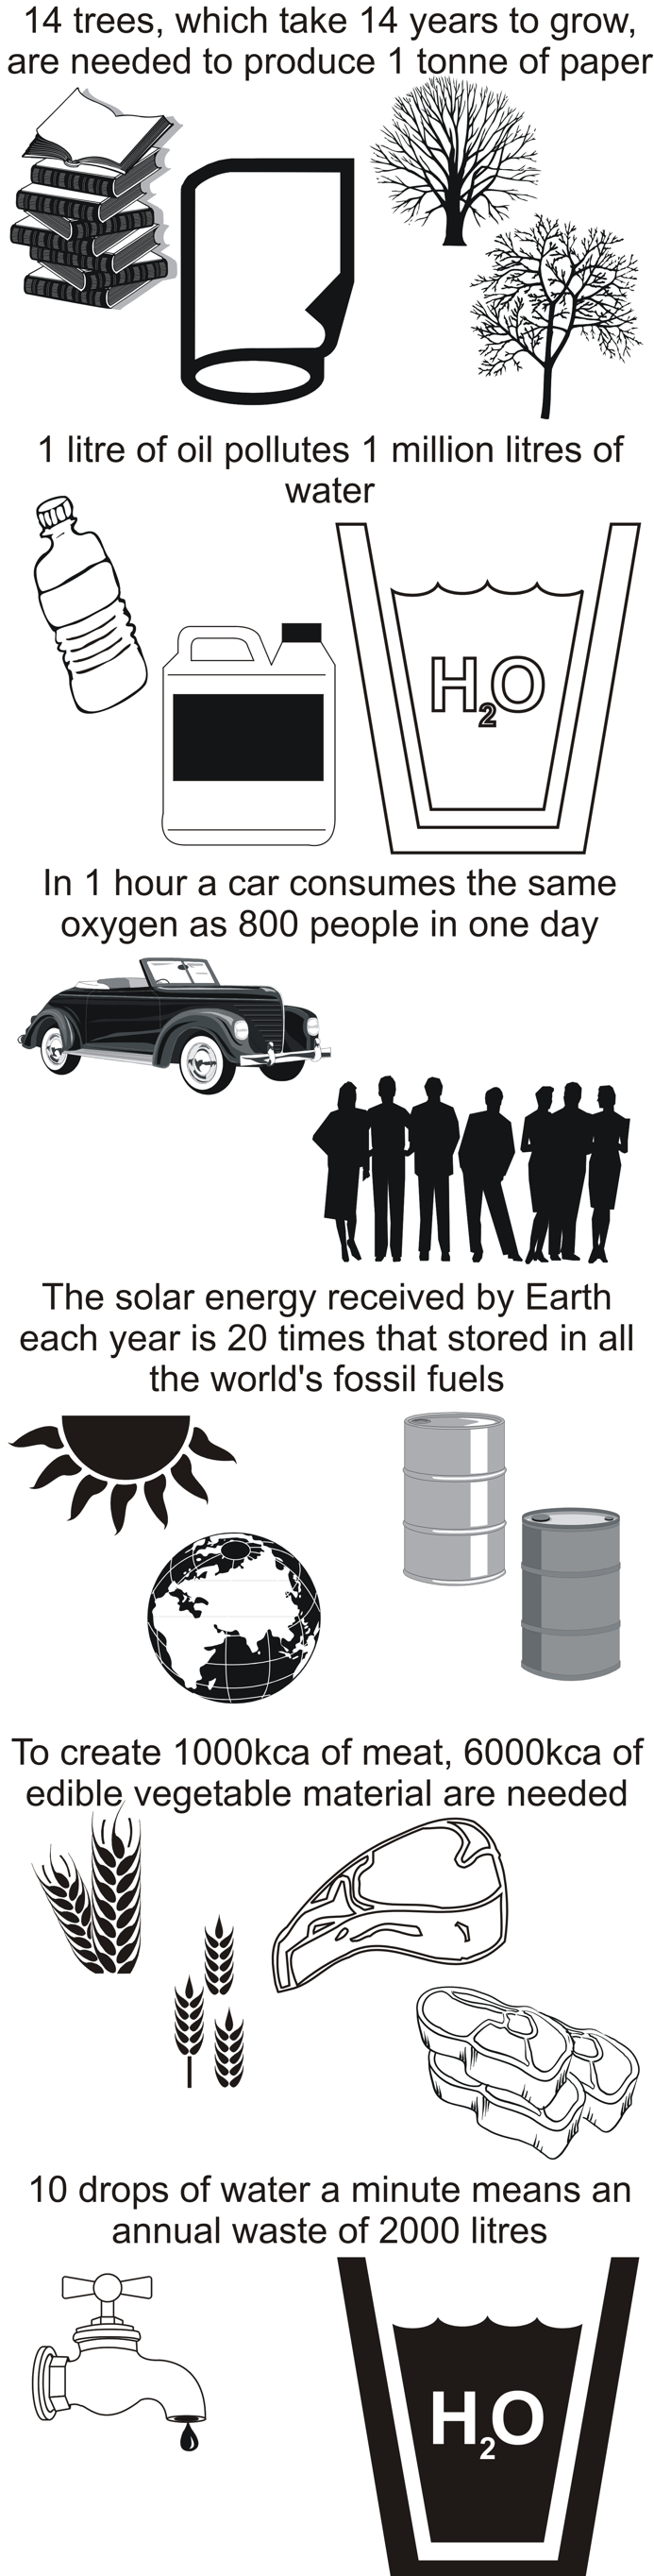 14 trees, which take 14 years to grow,
are needed to produce 1 tonne of paper
1 litre of oil pollutes 1 million litres of
water
H2O
In 1 hour a car consumes the same
oxygen as 800 people in one day
The solar energy received by Earth
each year is 20 times that stored in all
the world's fossil fuels
To create 1000kca of meat, 6000kca of
edible vegetable material are needed
10 drops of water a minute means an
annual waste of 2000 litres
H2O